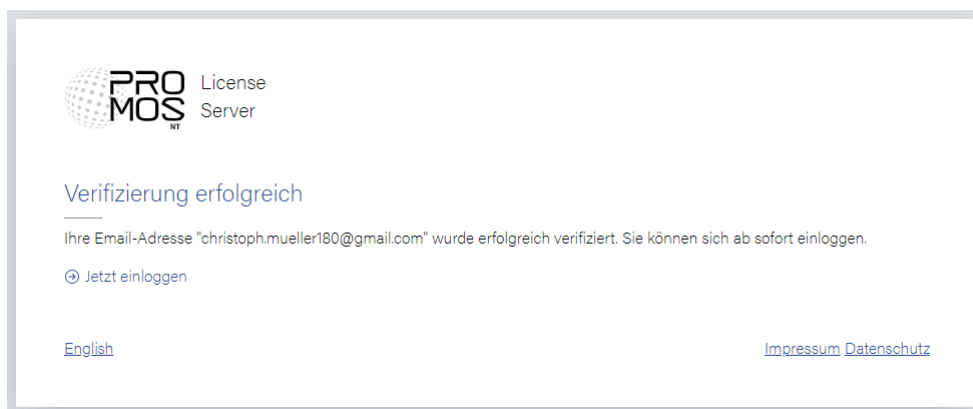 PRO
MOS
NT
License
Server
Verifizierung erfolgreich
Ihre Email-Adresse "christoph.mueller180@gmail.com" wurde erfolgreich verifiziert. Sie können sich ab sofort einloggen.
Jetzt einloggen
English
Impressum Datenschutz